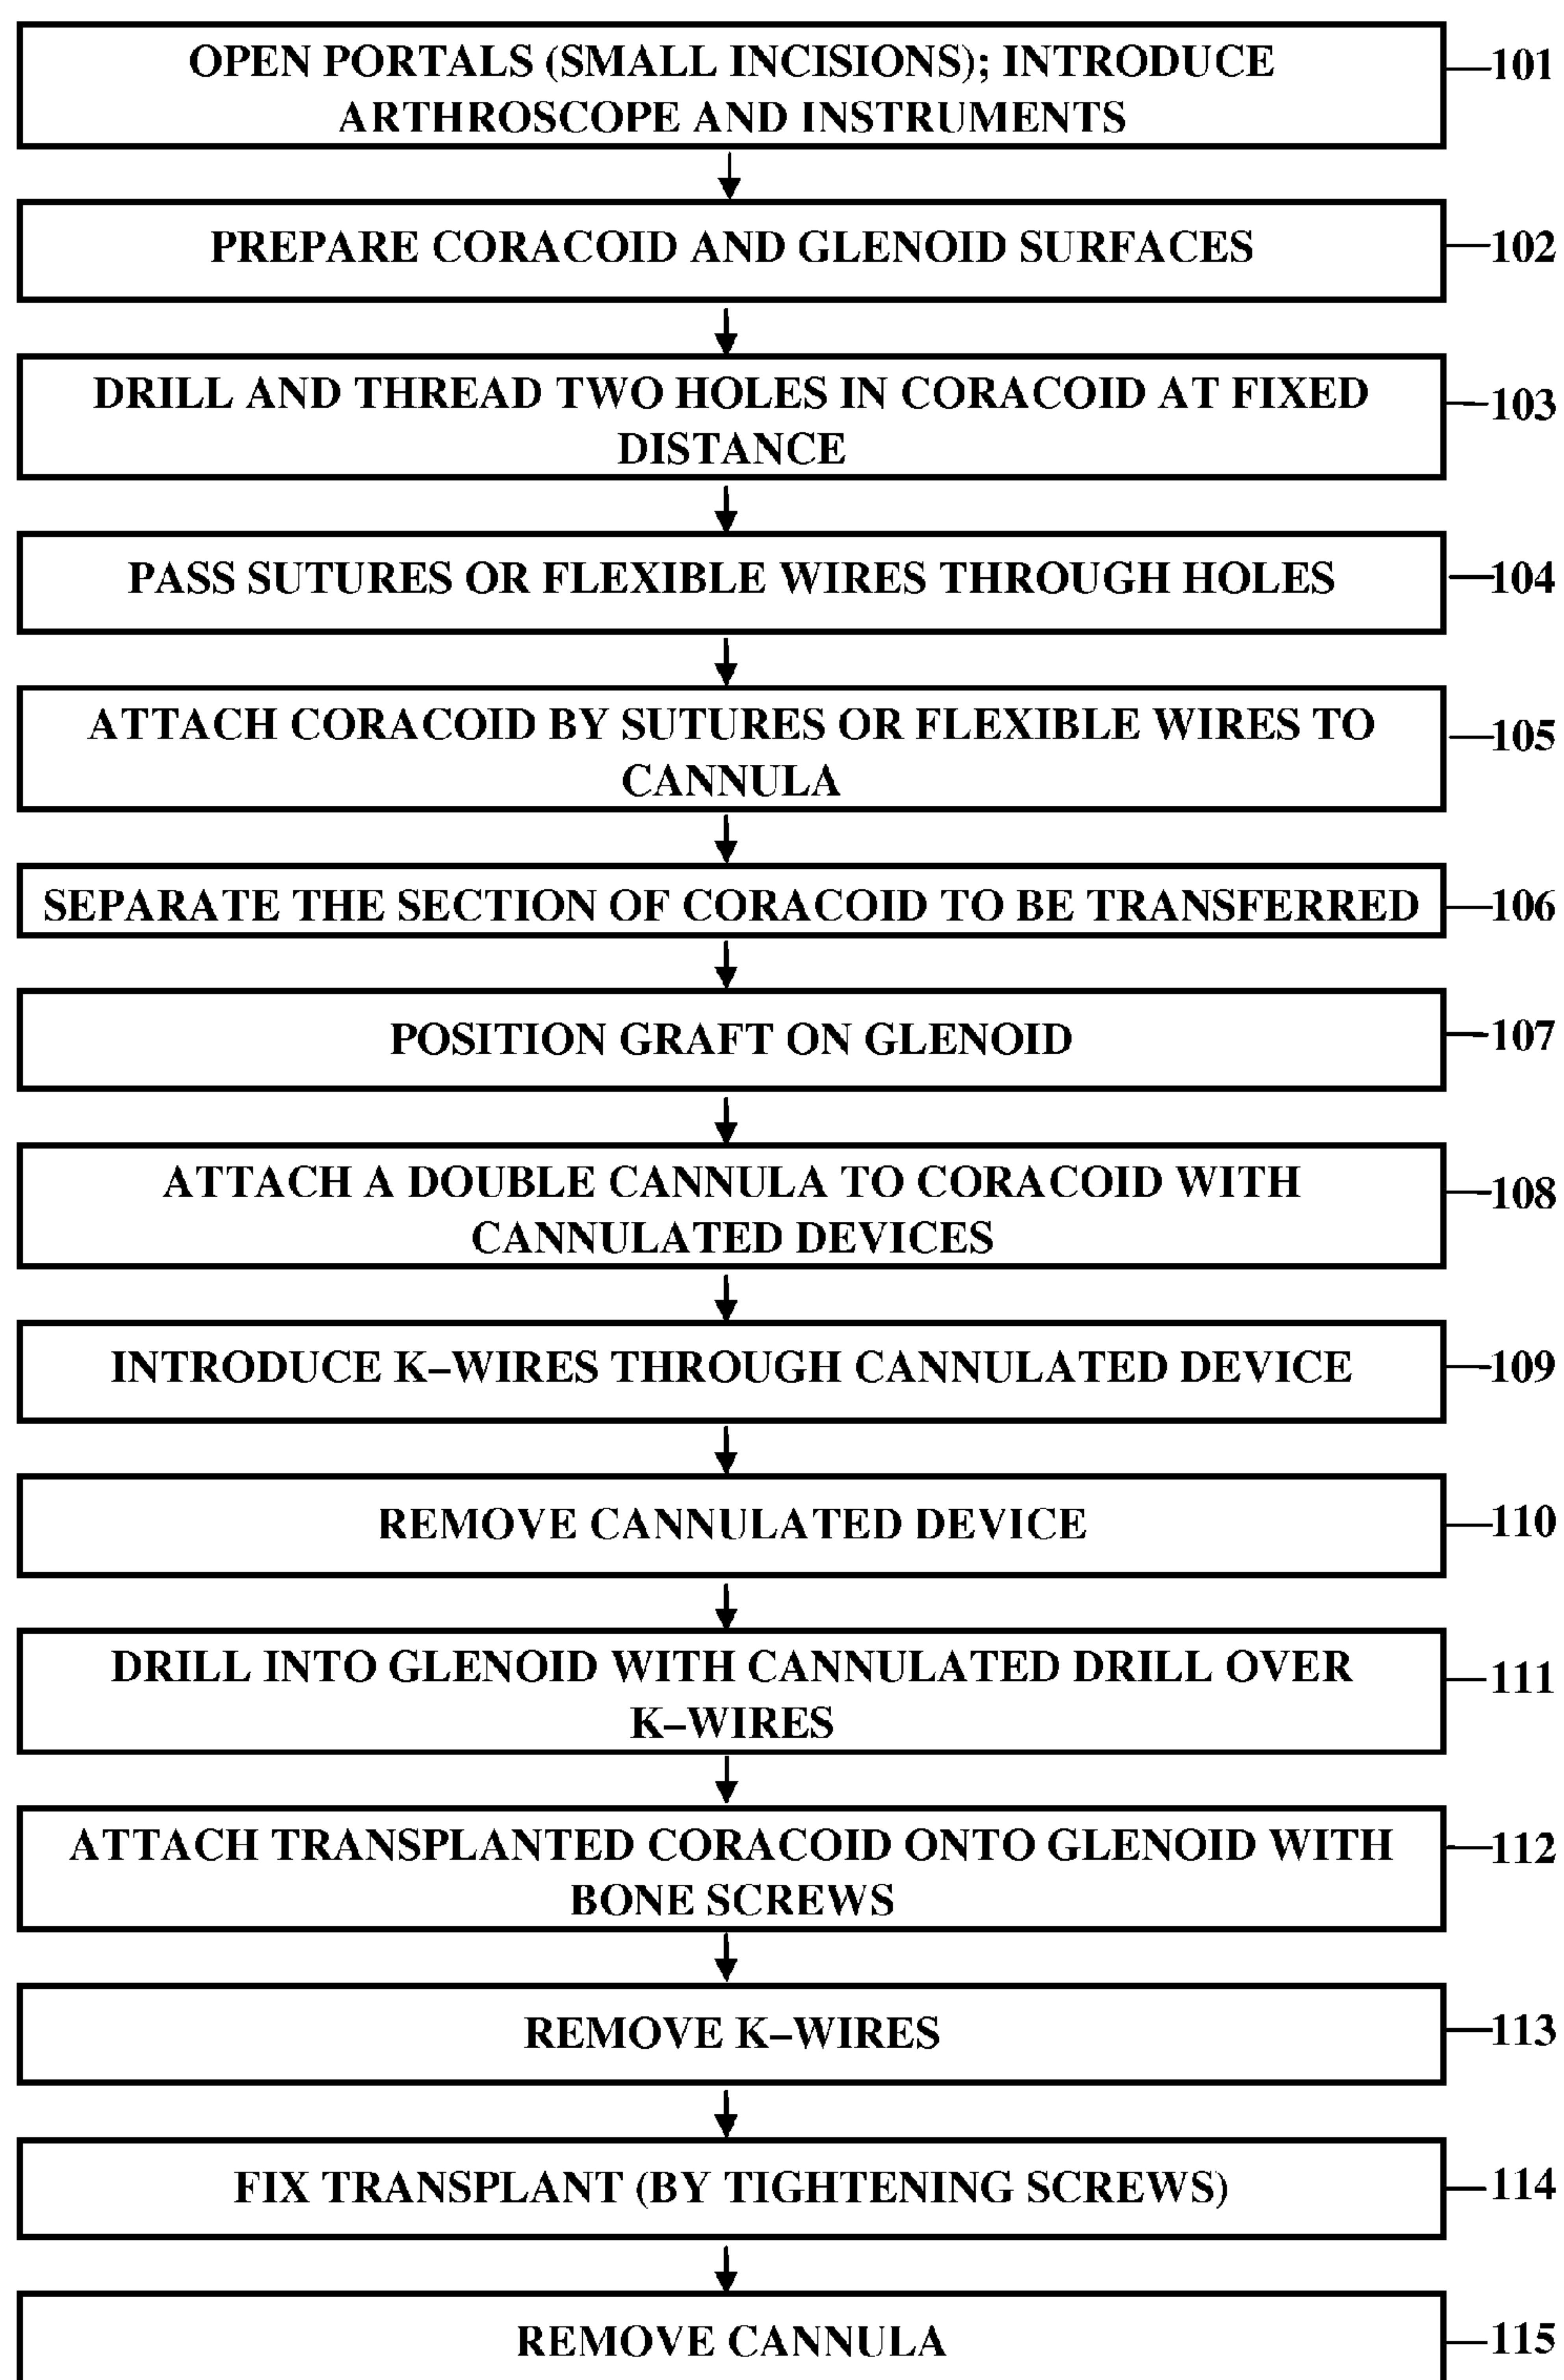 OPEN PORTALS (SMALL INCISIONS); INTRODUCE
ARTHROSCOPE AND INSTRUMENTS
101
PREPARE CORACOID AND GLENOID SURFACES
102
DRILL AND THREAD TWO HOLES IN CORACOID AT FIXED
DISTANCE
103
PASS SUTURES OR FLEXIBLE WIRES THROUGH HOLES
104
ATTACH CORACOID BY SUTURES OR FLEXIBLE WIRES TO
CANNULA
105
SEPARATE THE SECTION OF CORACOID TO BE TRANSFERRED
106
POSITION GRAFT ON GLENOID
107
ATTACH A DOUBLE CANNULA TO CORACOID WITH
CANNULATED DEVICES
108
INTRODUCE K–WIRES THROUGH CANNULATED DEVICE
109
REMOVE CANNULATED DEVICE
110
DRILL INTO GLENOID WITH CANNULATED DRILL OVER
K–WIRES
111
ATTACH TRANSPLANTED CORACOID ONTO GLENOID WITH
BONE SCREWS
112
REMOVE K–WIRES
113
FIX TRANSPLANT (BY TIGHTENING SCREWS)
114
REMOVE CANNULA
115